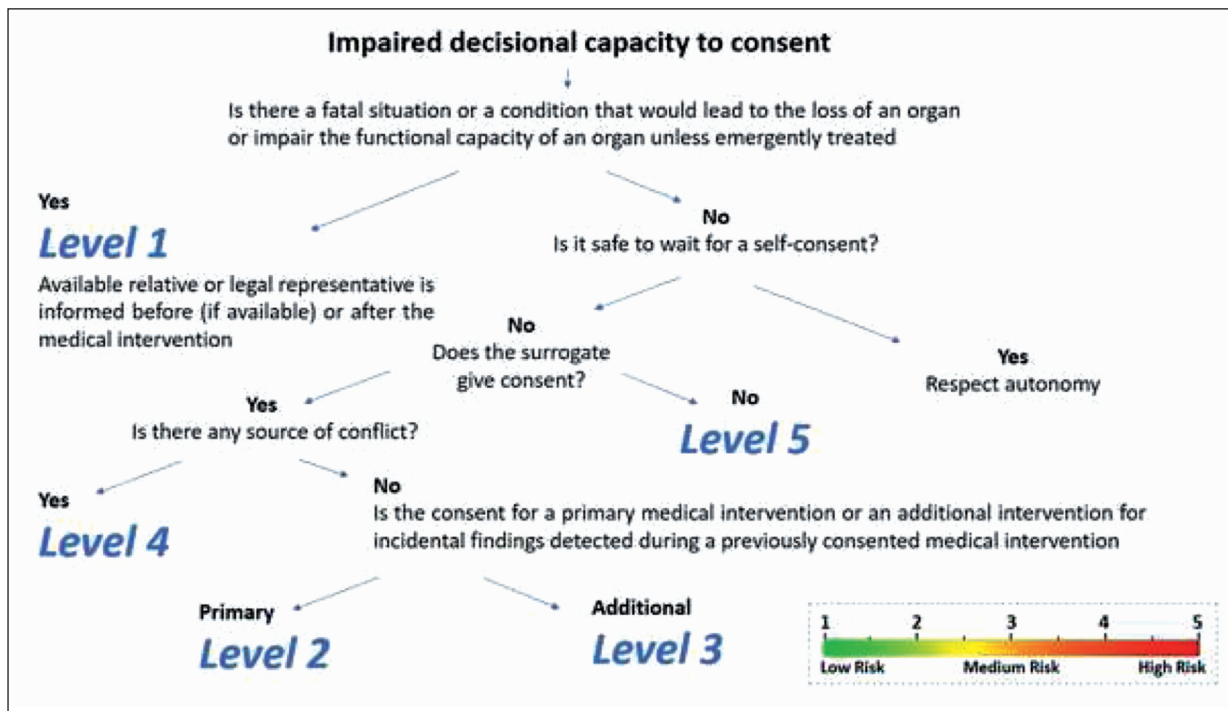 Impaired decisional capacity to consent
Is there a fatal situation or a condition that would lead to the loss of an organ
or impair the functional capacity of an organ unless emergently treated
Yes
Level 1
Available relative or legal representative is
informed before (if available) or after the
medical intervention
No
Is it safe to wait for a self-consent?
No
Does the surrogate
give consent?
Yes
Respect autonomy
Yes
Is there any source of conflict?
No
Level 5
Yes
Level 4
No
Is the consent for a primary medical intervention or an additional intervention for
incidental findings detected during a previously consented medical intervention
Primary
Level 2
Additional
Level 3
1 2 3 4 5
Low Risk Medium Risk High Risk